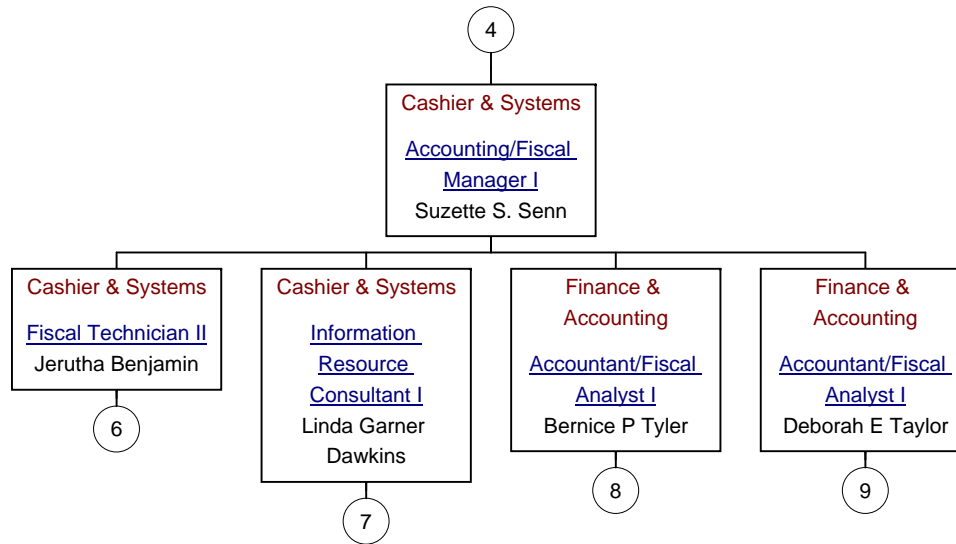 4
Cashier & Systems
Accounting/Fiscal
Manager I
Suzette S. Senn
Cashier & Systems
Fiscal Technician II
Jerutha Benjamin
6
Cashier & Systems
Information
Resource
Consultant I
Linda Garner
Dawkins
7
Finance &
Accounting
Accountant/Fiscal
Analyst I
Bernice P Tyler
8
Finance &
Accounting
Accountant/Fiscal
Analyst I
Deborah E Taylor
9